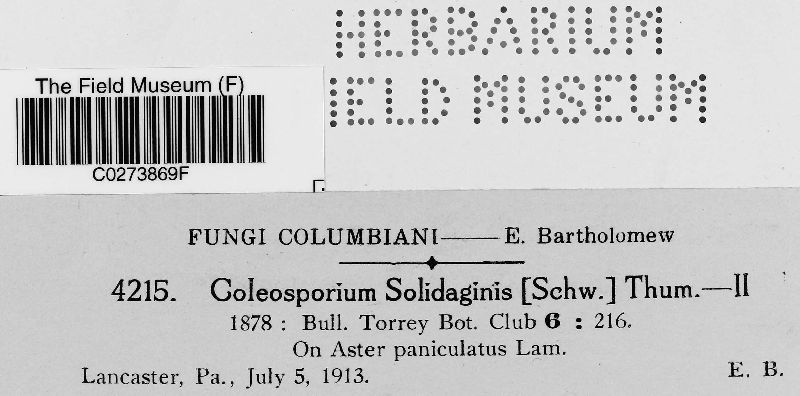 HERBARIUM
IELD MUSEUM
The Field Museum (F)
C0273869F
FUNGI COLUMBIANI—— E. Bartholomew
4215. Coleosporium Solidaginis [Schw.] Thum.—II
1878 : Bull. Torrey Bot. Club 6 : 216.
On Aster paniculatus Lam.
Lancaster, Pa., July 5, 1913.
E. B.